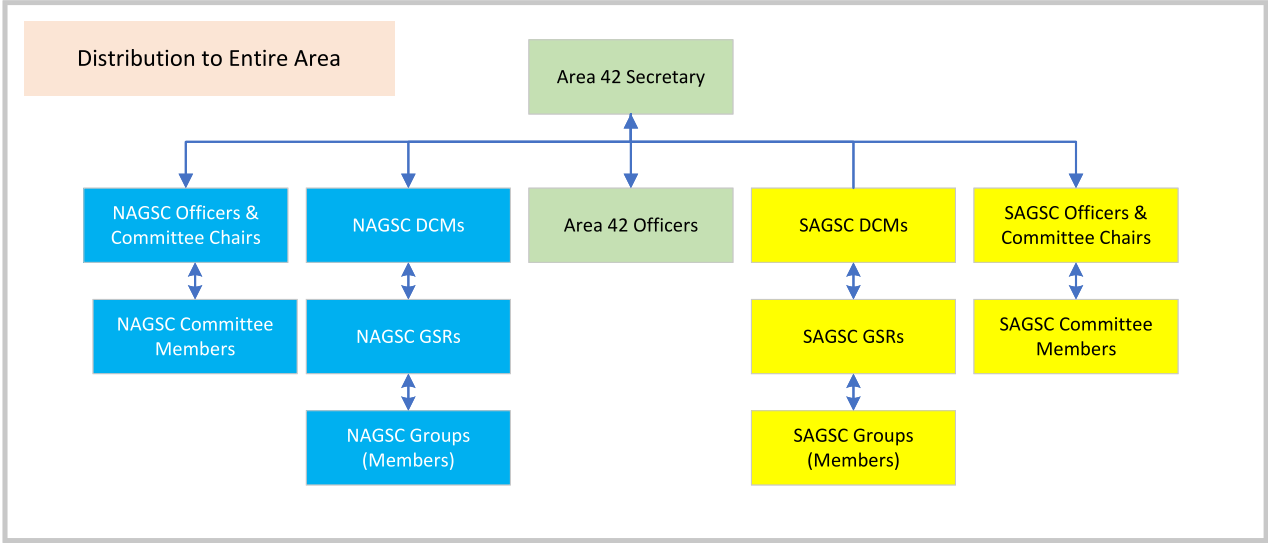 Distribution to Entire Area
Area 42 Secretary
NAGSC Officers &
Committee Chairs
NAGSC DCMs
Area 42 Officers
SAGSC DCMs
SAGSC Officers &
Committee Chairs
NAGSC Committee
Members
NAGSC GSRs
SAGSC GSRs
SAGSC Committee
Members
NAGSC Groups
(Members)
SAGSC Groups
(Members)